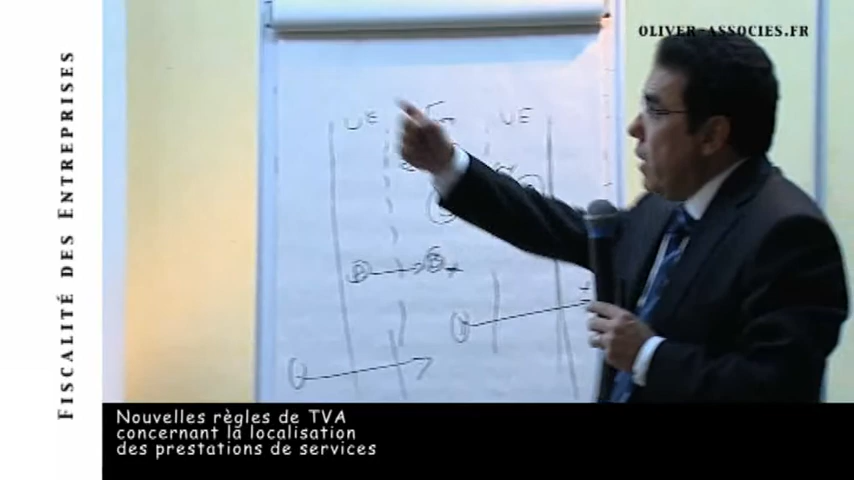 OLIVER-ASSOCIES.FR
FISCALITÉ DES ENTREPRISES
UE
UE
Nouvelles règles de TVA
concernant la localisation
des prestations de services